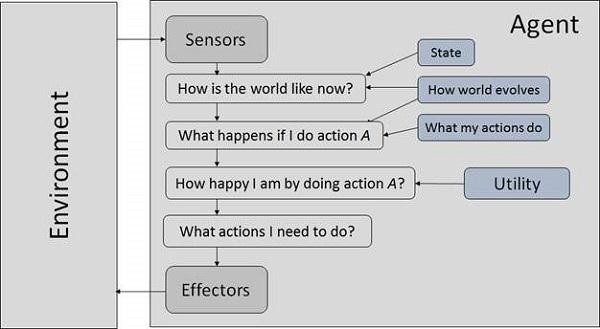 Agent
Environment
Sensors
State
How is the world like now?
How world evolves
What happens if I do action A
What my actions do
How happy I am by doing action A?
Utility
What actions I need to do?
Effectors